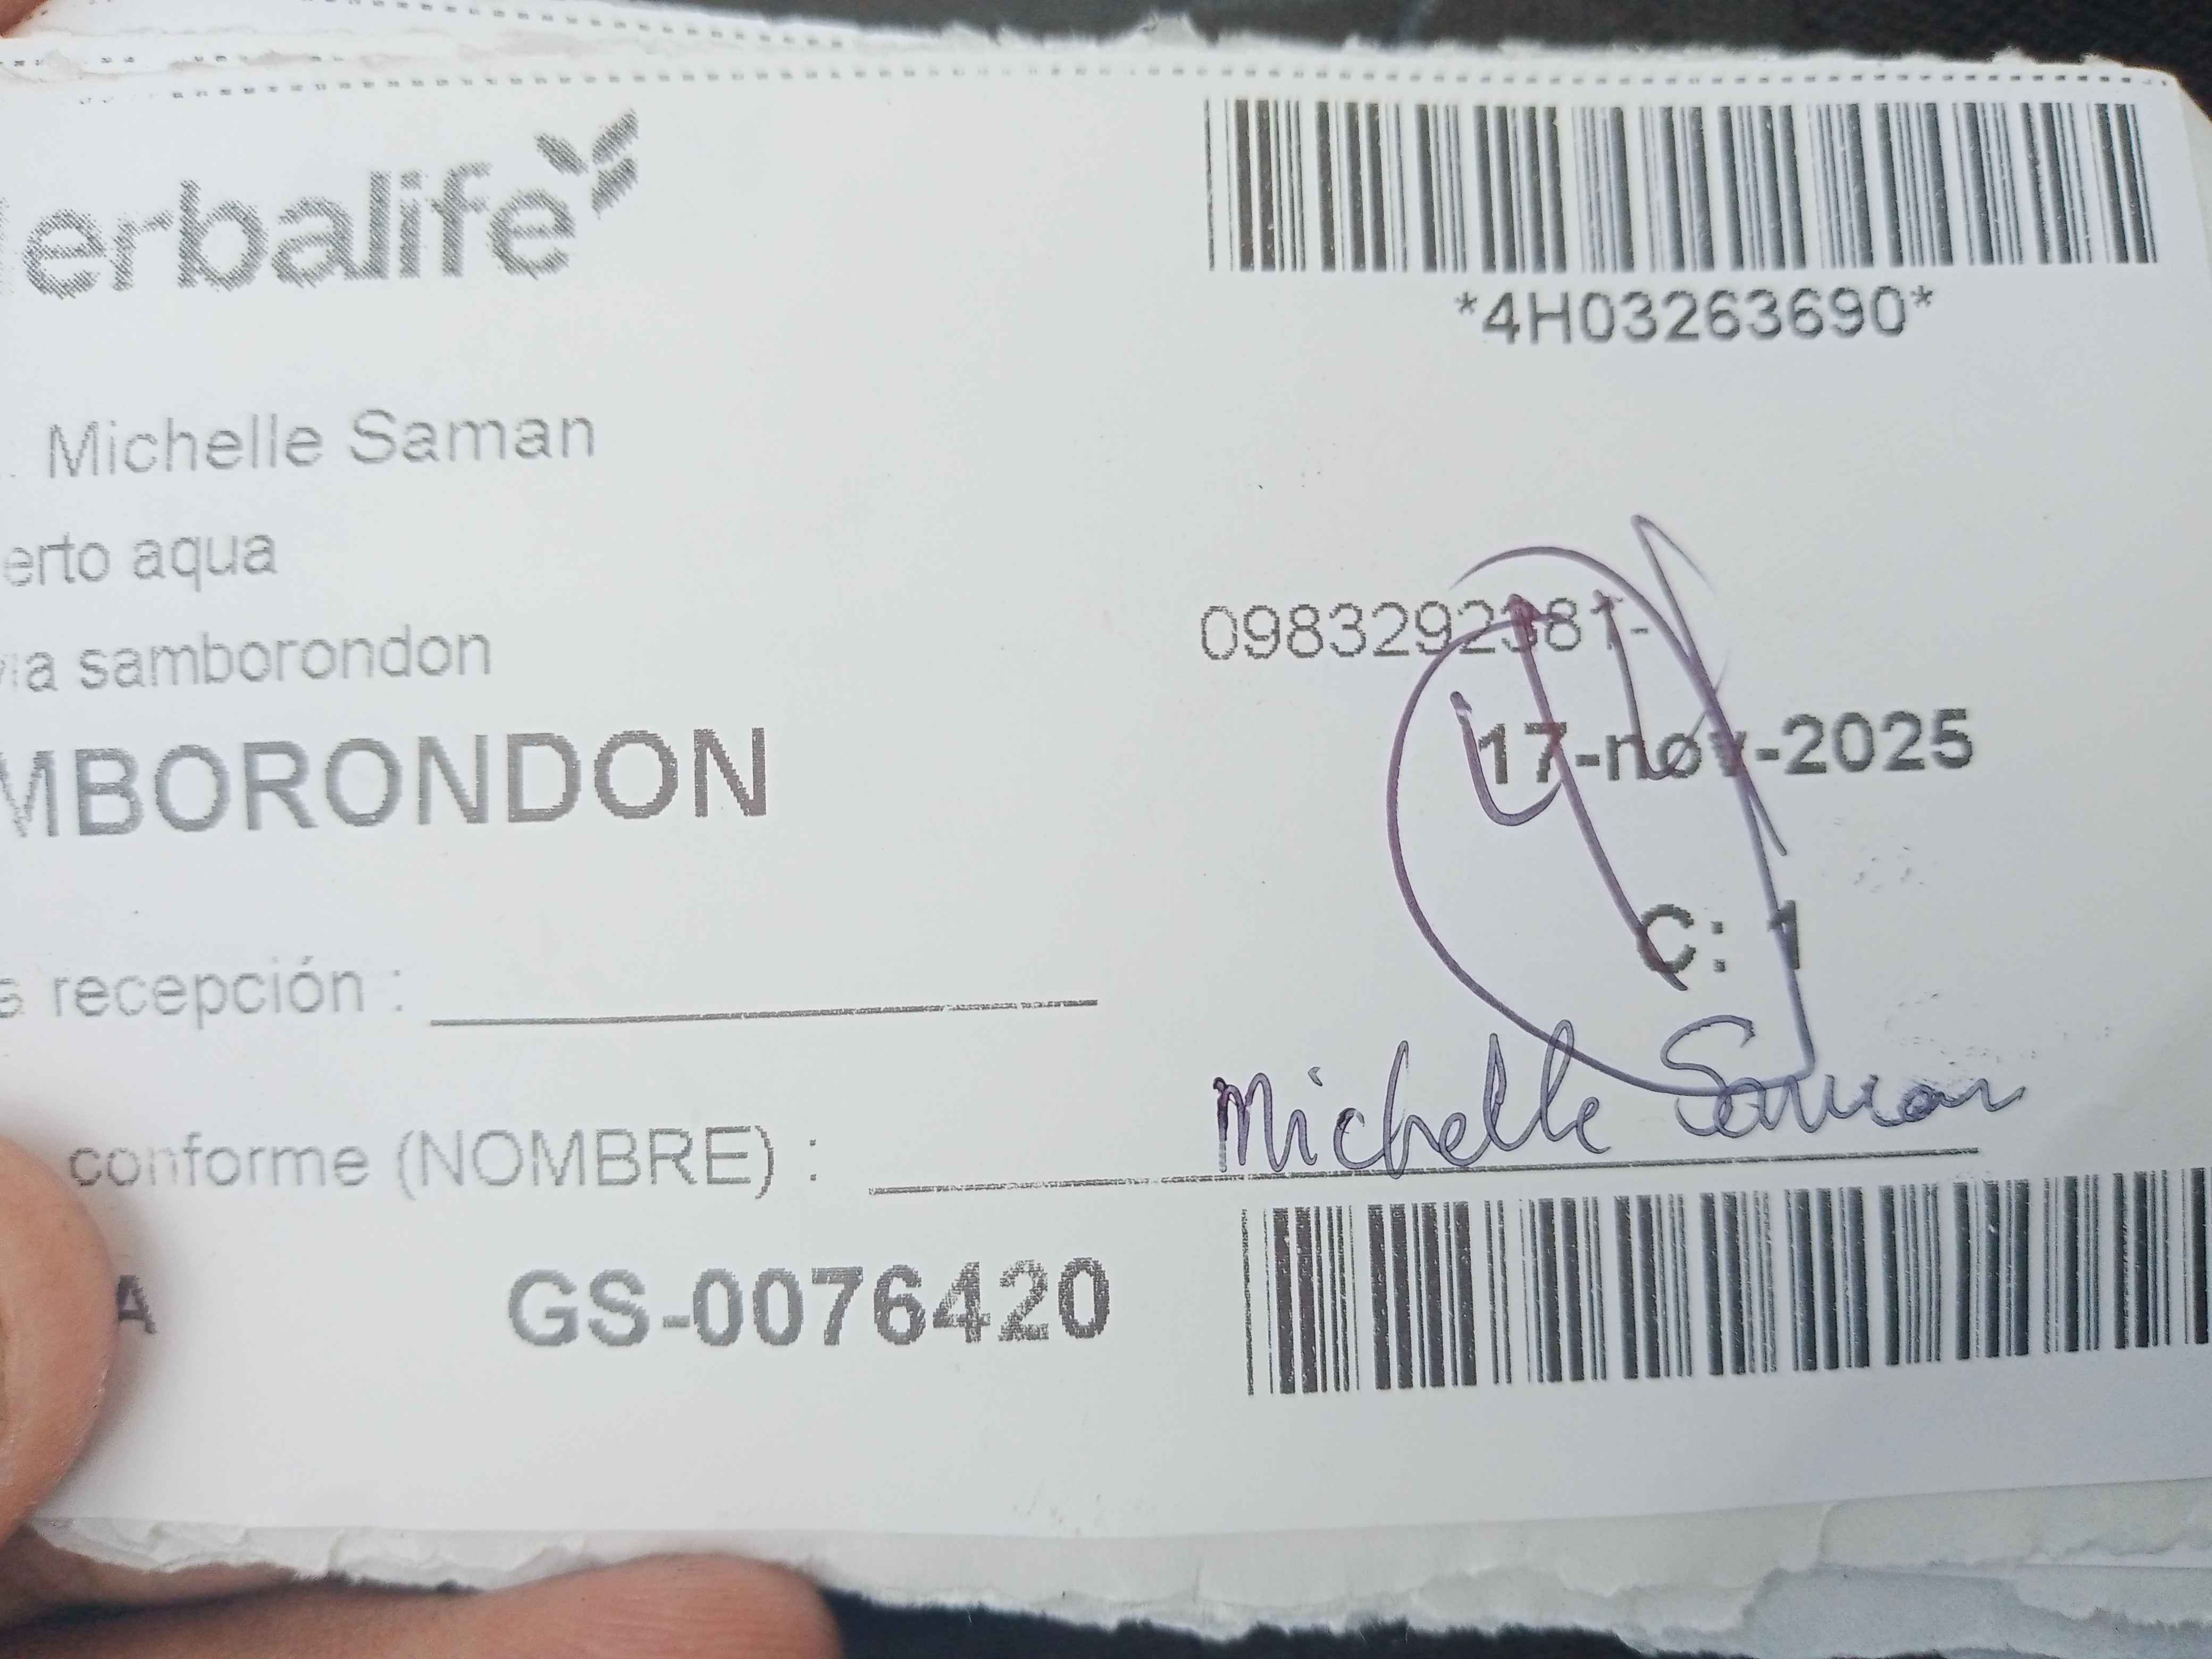 erbalife
*4H03263690*
. Michelle Saman
erto aqua
0983292381-
via samborondon
17-nov-2025
MBORONDON
C: 1
s recepción :
conforme (NOMBRE) : Michelle Saman
A GS-0076420